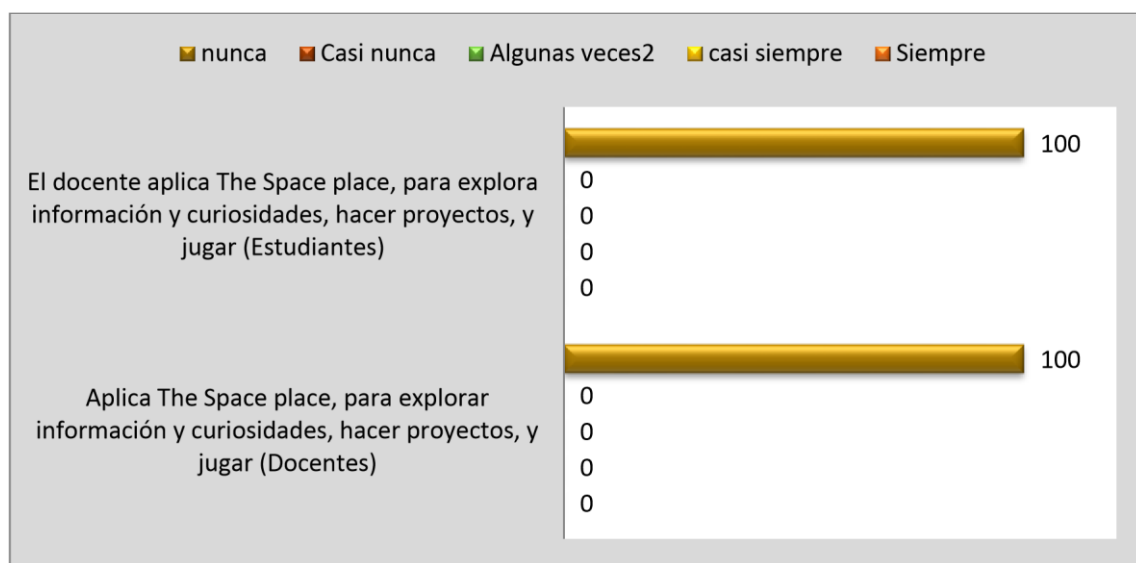 nunca Casi nunca Algunas veces2 casi siempre Siempre
El docente aplica The Space place, para explora
información y curiosidades, hacer proyectos, y
jugar (Estudiantes)
100
0
0
0
0
Aplica The Space place, para explorar
información y curiosidades, hacer proyectos, y
jugar (Docentes)
100
0
0
0
0